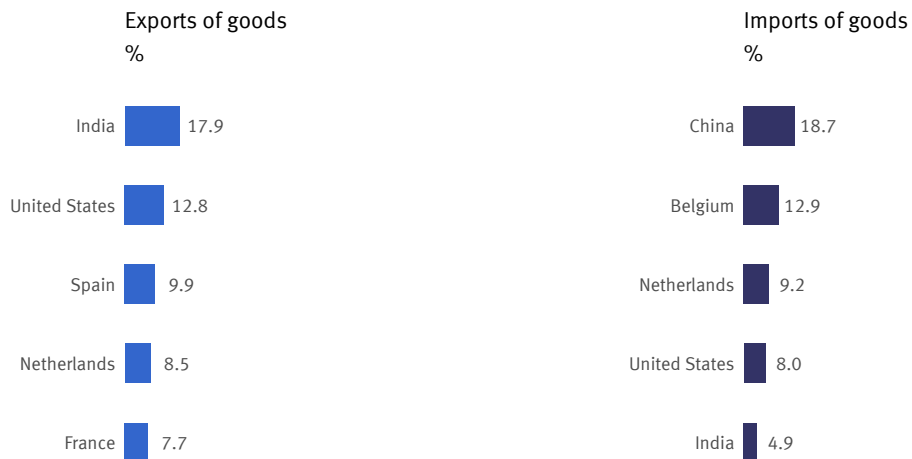 Exports of goods
%
India 17.9
United States 12.8
Spain 9.9
Netherlands 8.5
France 7.7
Imports of goods
%
China 18.7
Belgium 12.9
Netherlands 9.2
United States 8.0
India 4.9